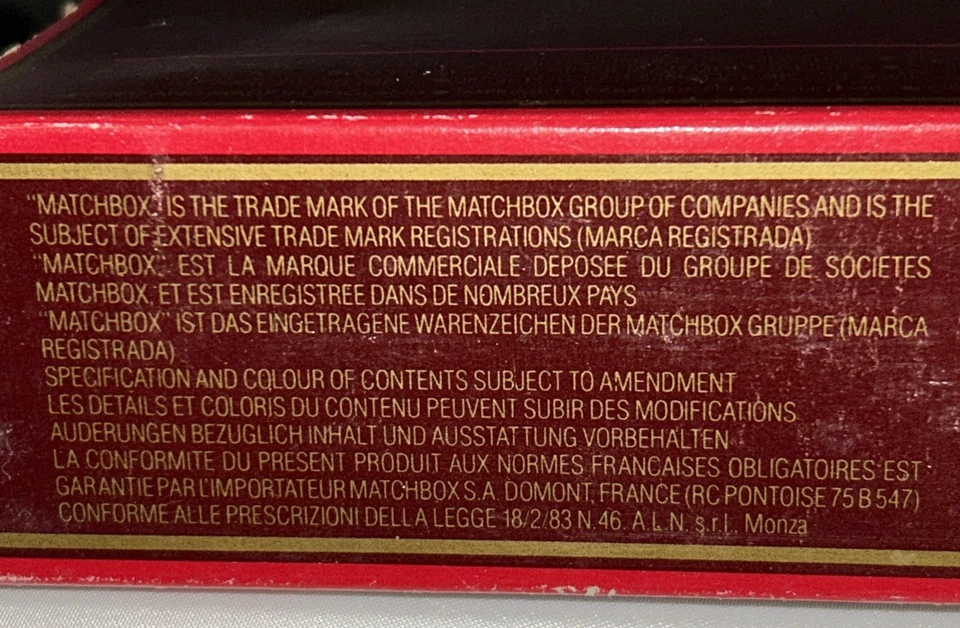 "MATCHBOX" IS THE TRADE MARK OF THE MATCHBOX GROUP OF COMPANIES AND IS THE
SUBJECT OF EXTENSIVE TRADE MARK REGISTRATIONS (MARCA REGISTRADA)
"MATCHBOX" EST LA MARQUE COMMERCIALE DEPOSEE DU GROUPE DE SOCIETES
MATCHBOX, ET EST ENREGISTREE DANS DE NOMBREUX PAYS
"MATCHBOX" IST DAS EINGETRAGENE WARENZEICHEN DER MATCHBOX GRUPPE (MARCA
REGISTRADA)
SPECIFICATION AND COLOUR OF CONTENTS SUBJECT TO AMENDMENT
LES DETAILS ET COLORIS DU CONTENU PEUVENT SUBIR DES MODIFICATIONS
AUDERUNGEN BEZUGLICH INHALT UND AUSSTATTUNG VORBEHALTEN
LA CONFORMITE DU PRESENT PRODUIT AUX NORMES FRANCAISES OBLIGATOIRES EST
GARANTIE PAR L'IMPORTATEUR MATCHBOX S.A. DOMONT, FRANCE (RC PONTOISE 75 B 547)
CONFORME ALLE PRESCRIZIONI DELLA LEGGE 18/2/83 N.46. A.L.N. s.r.l. Monza